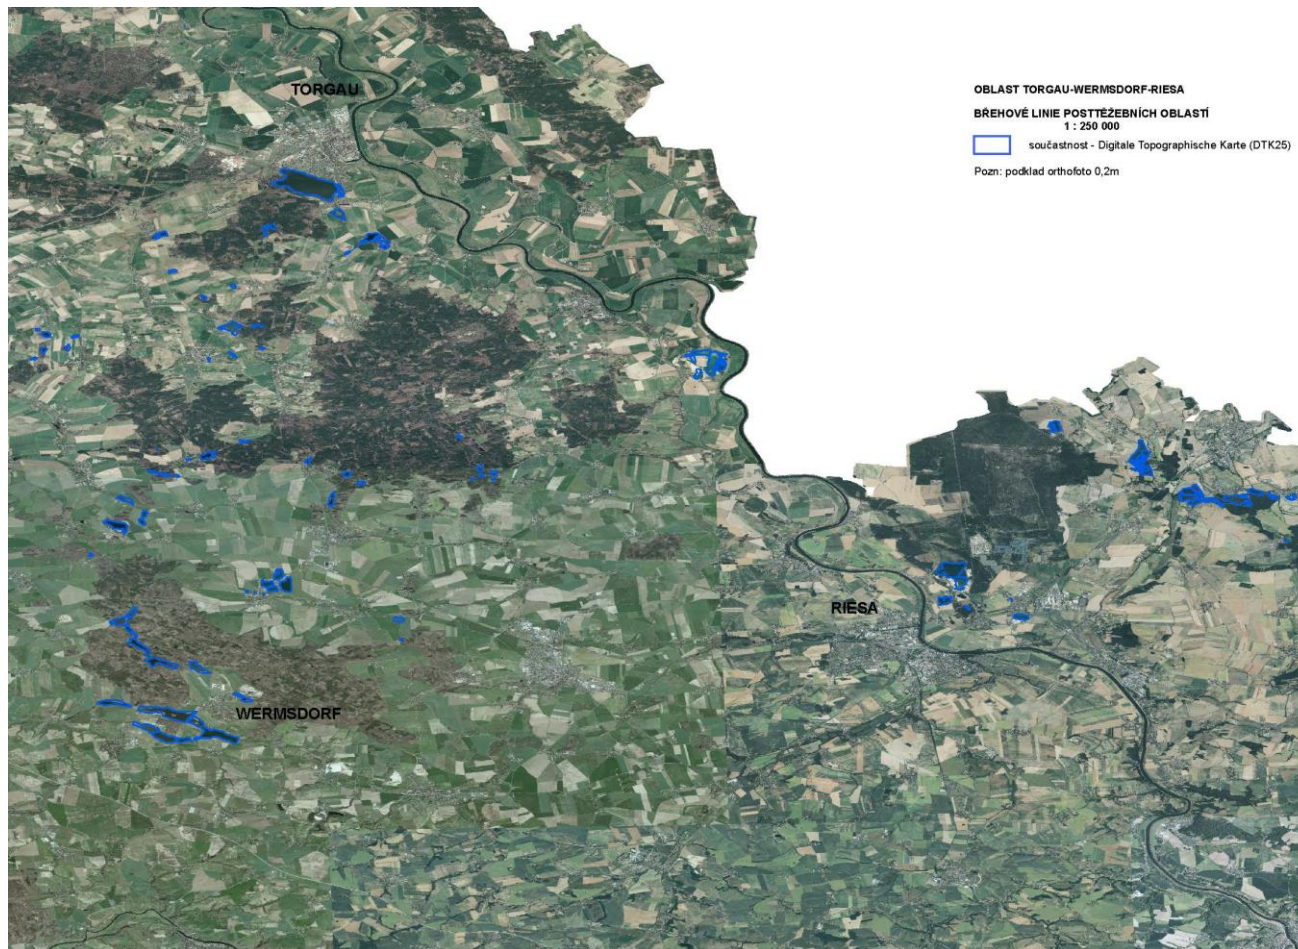 TORGAU
OBLAST TORGAU-WERMSDORF-RIESA
BŘEHOVÉ LINIE POSTTĚŽEBNÍCH OBLASTÍ
1 : 250 000
součastnost - Digitale Topographische Karte (DTK25)
Pozn: podklad orthofoto 0,2m
RIESA
WERMSDORF